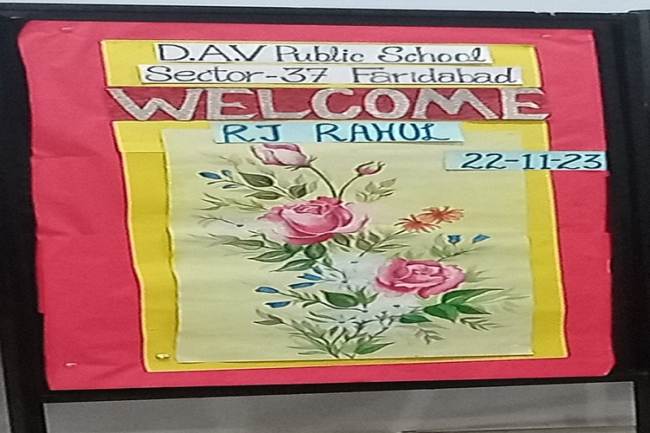 D.A.V Public School
Sector-37 Faridabad
WELCOME
RJ RAHUL
22-11-23